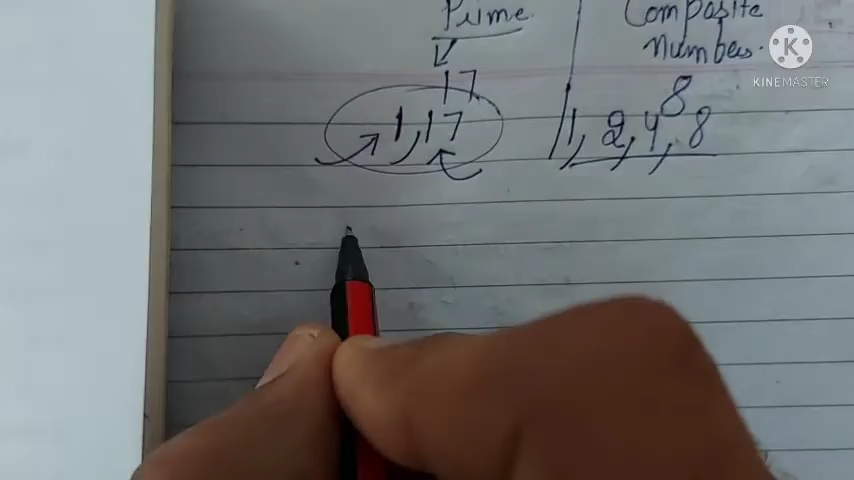 Prime
Composite
Numbers.
17
8
1, 17
1, 2, 4, 8
K
KINEMASTER